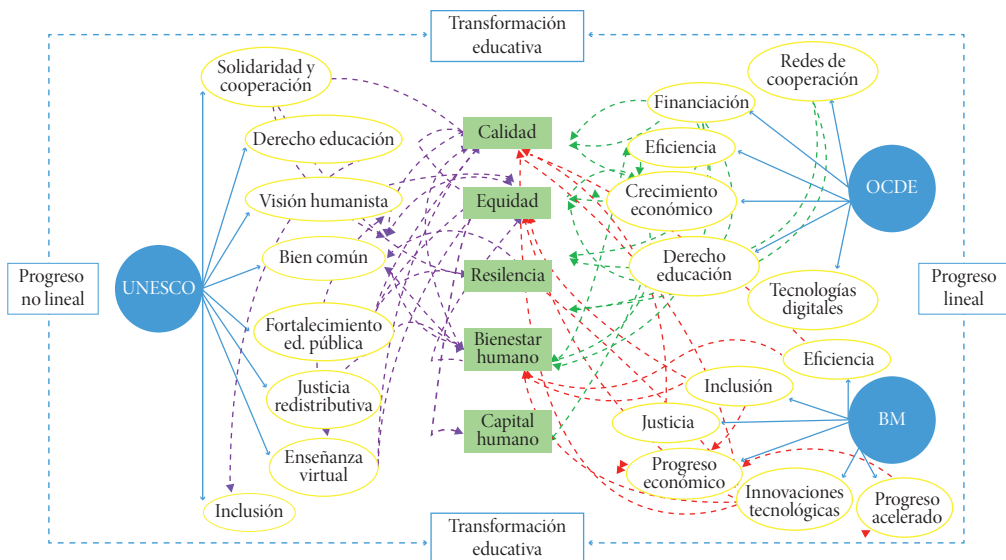 Transformación
educativa
Solidaridad y
cooperación
Derecho educación
Visión humanista
Bien común
Fortalecimiento
ed. pública
Justicia
redistributiva
Enseñanza
virtual
Inclusión
Progreso
no lineal
UNESCO
Calidad
Equidad
Resilencia
Bienestar
humano
Capital
humano
Redes de
cooperación
Financiación
Eficiencia
Crecimiento
económico
Derecho
educación
Tecnologías
digitales
OCDE
Progreso
lineal
Eficiencia
Inclusión
Justicia
Progreso
económico
Innovaciones
tecnológicas
Progreso
acelerado
BM
Transformación
educativa